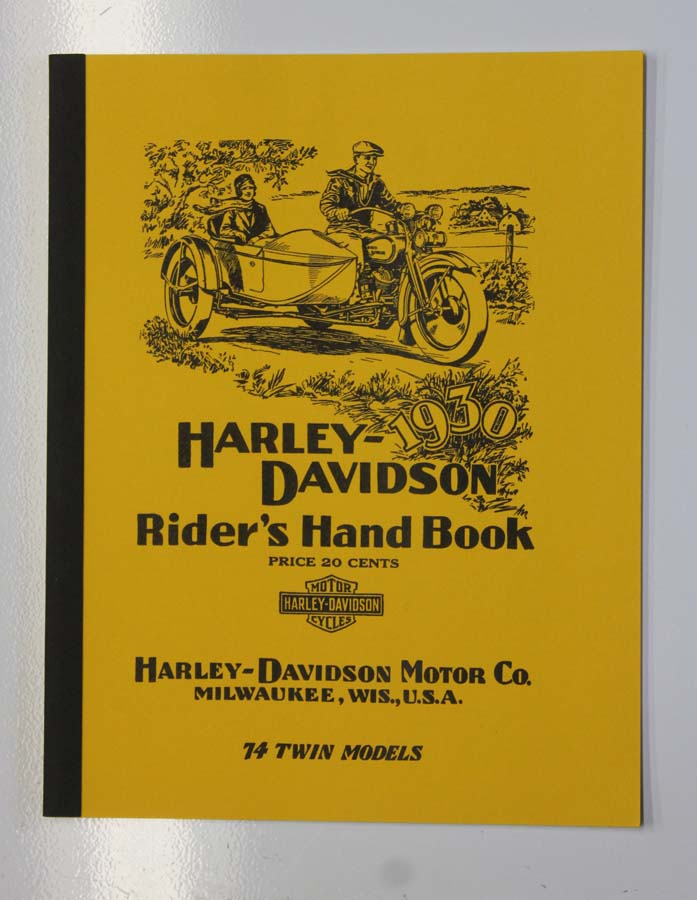 1930
HARLEY-
DAVIDSON
Rider's Hand Book
PRICE 20 CENTS
MOTOR
HARLEY-DAVIDSON
CYCLES
HARLEY-DAVIDSON MOTOR CO.
MILWAUKEE, WIS., U.S.A.
74 TWIN MODELS